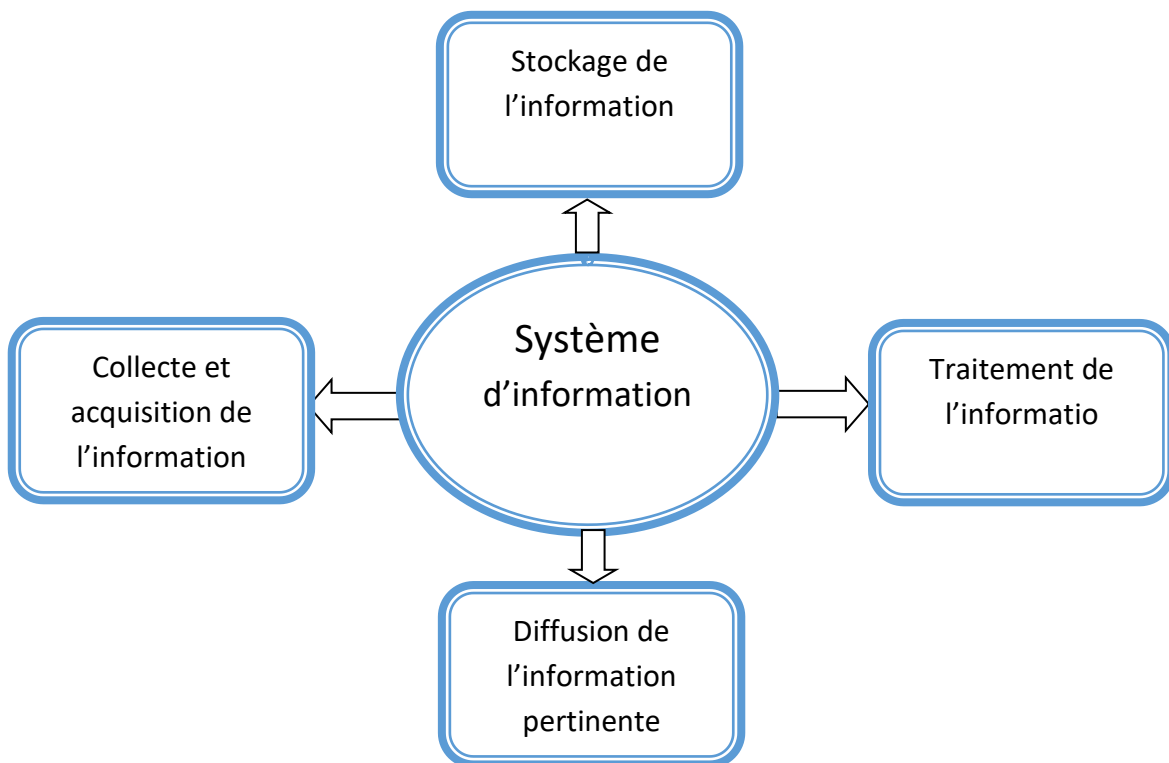 Stockage de
l’information
Système
d’information
Collecte et
acquisition de
l’information
Traitement de
l’informatio
Diffusion de
l’information
pertinente